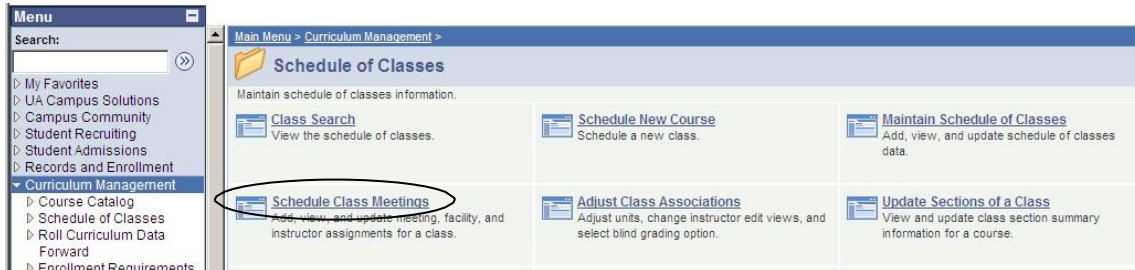 Menu
Search:
My Favorites
UA Campus Solutions
Campus Community
Student Recruiting
Student Admissions
Records and Enrollment
Curriculum Management
Course Catalog
Schedule of Classes
Roll Curriculum Data
Forward
Enrollment Requirements
Main Menu > Curriculum Management >
Schedule of Classes
Maintain schedule of classes information.
Class Search
View the schedule of classes.
Schedule New Course
Schedule a new class.
Maintain Schedule of Classes
Add, view, and update schedule of classes
data.
Schedule Class Meetings
Add, view, and update meeting, facility, and
instructor assignments for a class.
Adjust Class Associations
Adjust units, change instructor edit views, and
select blind grading option.
Update Sections of a Class
View and update class section summary
information for a course.